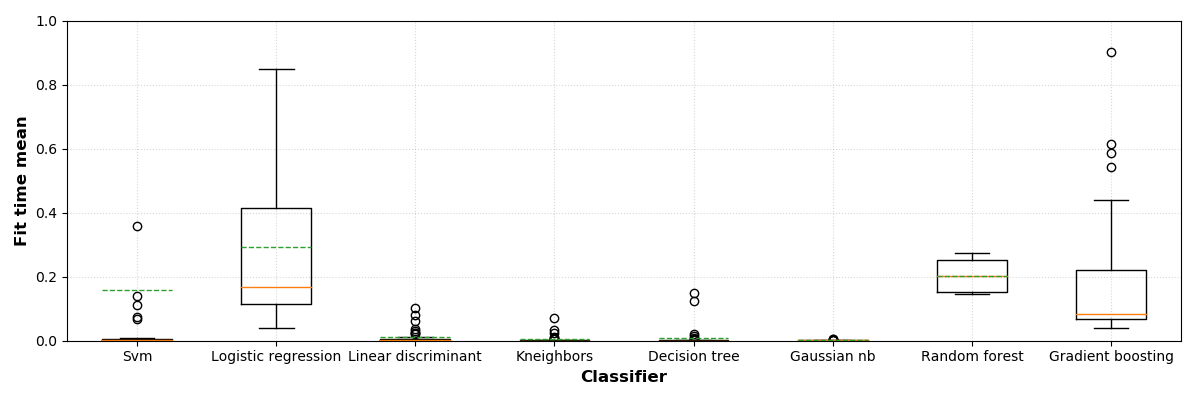 1.0
0.8
0.6
0.4
0.2
0.0
Fit time mean
Svm Logistic regression Linear discriminant Kneighbors Decision tree Gaussian nb Random forest Gradient boosting
Classifier